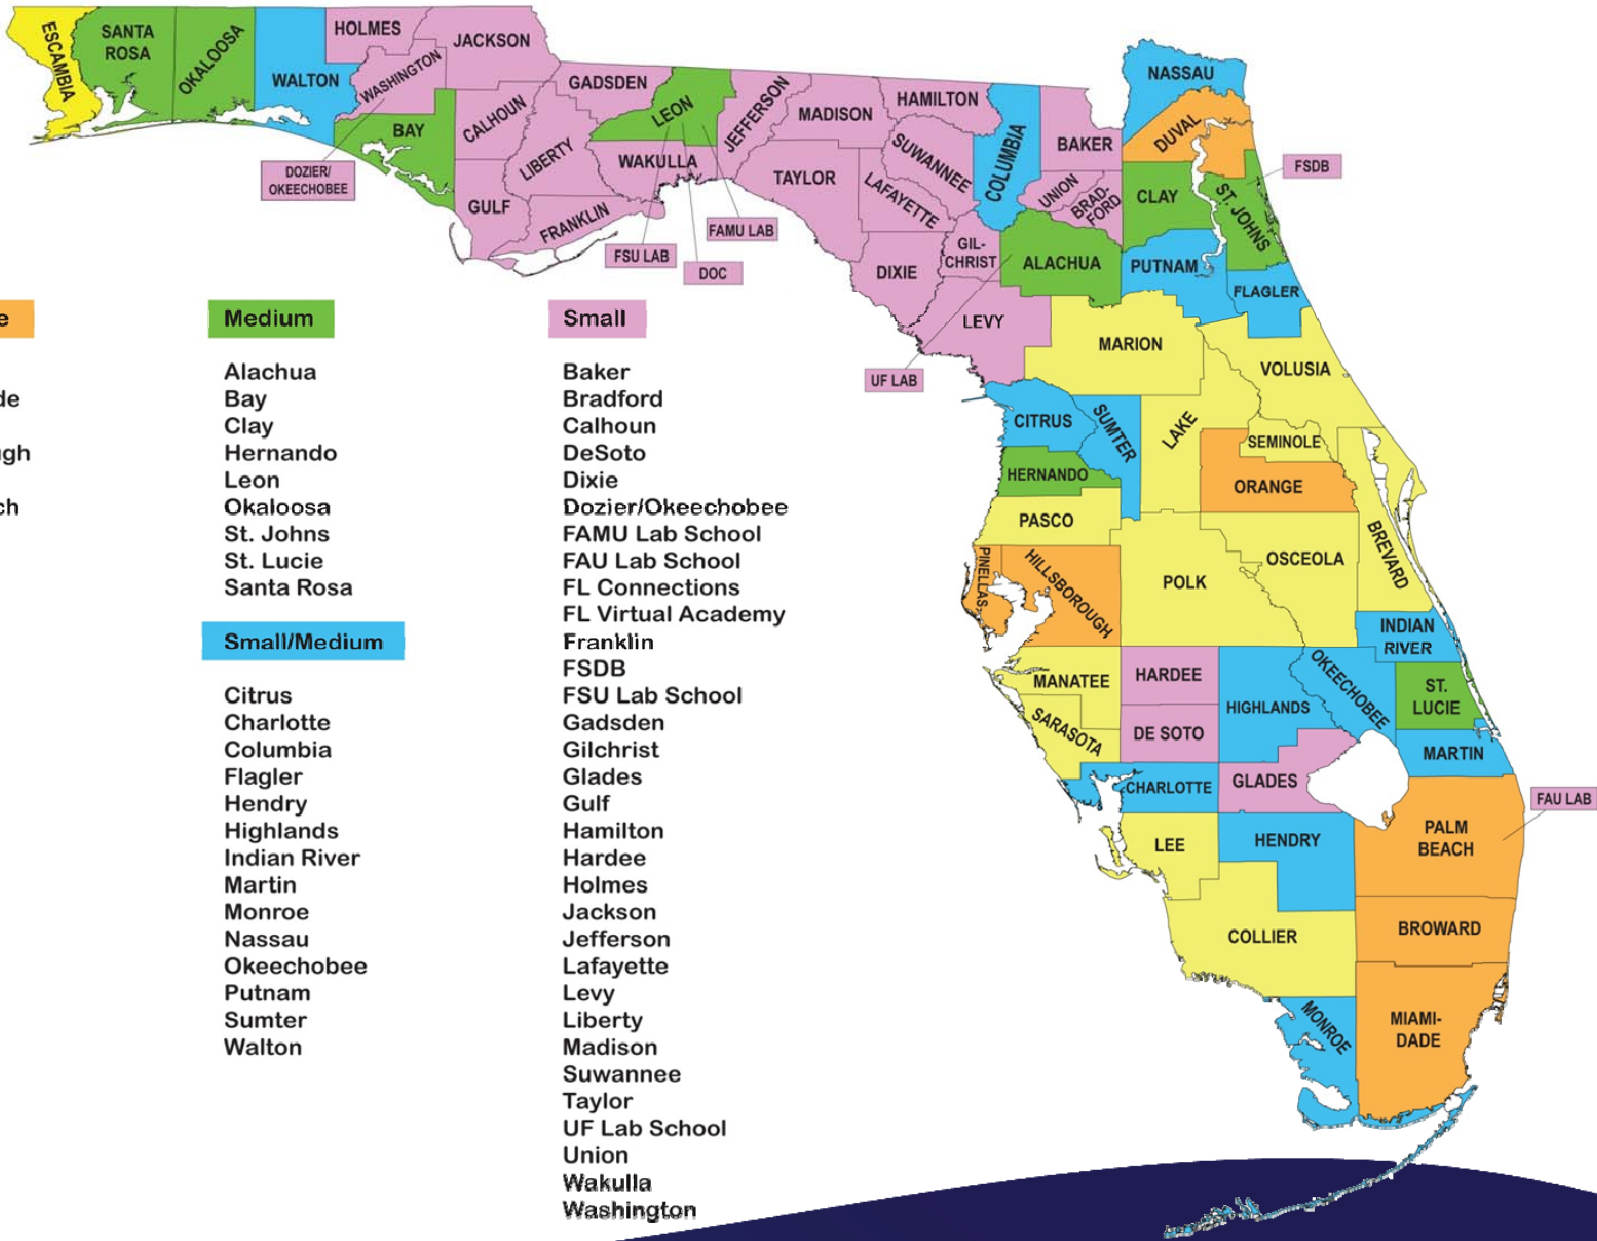 ESCAMBIA
SANTA
ROSA
OKALOOSA
WALTON
HOLMES
WASHINGTON
JACKSON
BAY
CALHOUN
GULF
LIBERTY
GADSDEN
FRANKLIN
LEON
WAKULLA
JEFFERSON
MADISON
TAYLOR
HAMILTON
SUWANNEE
LAFAYETTE
DIXIE
COLUMBIA
GIL-
CHRIST
LEVY
BAKER
UNION
BRAD-
FORD
ALACHUA
NASSAU
DUVAL
CLAY
ST. JOHNS
PUTNAM
FLAGLER
MARION
VOLUSIA
CITRUS
SUMTER
LAKE
SEMINOLE
HERNANDO
ORANGE
PASCO
BREVARD
PINELLAS
HILLSBOROUGH
POLK
OSCEOLA
INDIAN
RIVER
MANATEE
HARDEE
OKEECHOBEE
ST.
LUCIE
SARASOTA
DE SOTO
HIGHLANDS
MARTIN
CHARLOTTE
GLADES
LEE
HENDRY
PALM
BEACH
COLLIER
BROWARD
MONROE
MIAMI-
DADE
DOZIER/
OKEECHOBEE
FSU LAB
DOC
FAMU LAB
FSDB
UF LAB
FAU LAB
e
de
gh
ch
Medium
Alachua
Bay
Clay
Hernando
Leon
Okaloosa
St. Johns
St. Lucie
Santa Rosa
Small/Medium
Citrus
Charlotte
Columbia
Flagler
Hendry
Highlands
Indian River
Martin
Monroe
Nassau
Okeechobee
Putnam
Sumter
Walton
Small
Baker
Bradford
Calhoun
DeSoto
Dixie
Dozier/Okeechobee
FAMU Lab School
FAU Lab School
FL Connections
FL Virtual Academy
Franklin
FSDB
FSU Lab School
Gadsden
Gilchrist
Glades
Gulf
Hamilton
Hardee
Holmes
Jackson
Jefferson
Lafayette
Levy
Liberty
Madison
Suwannee
Taylor
UF Lab School
Union
Wakulla
Washington